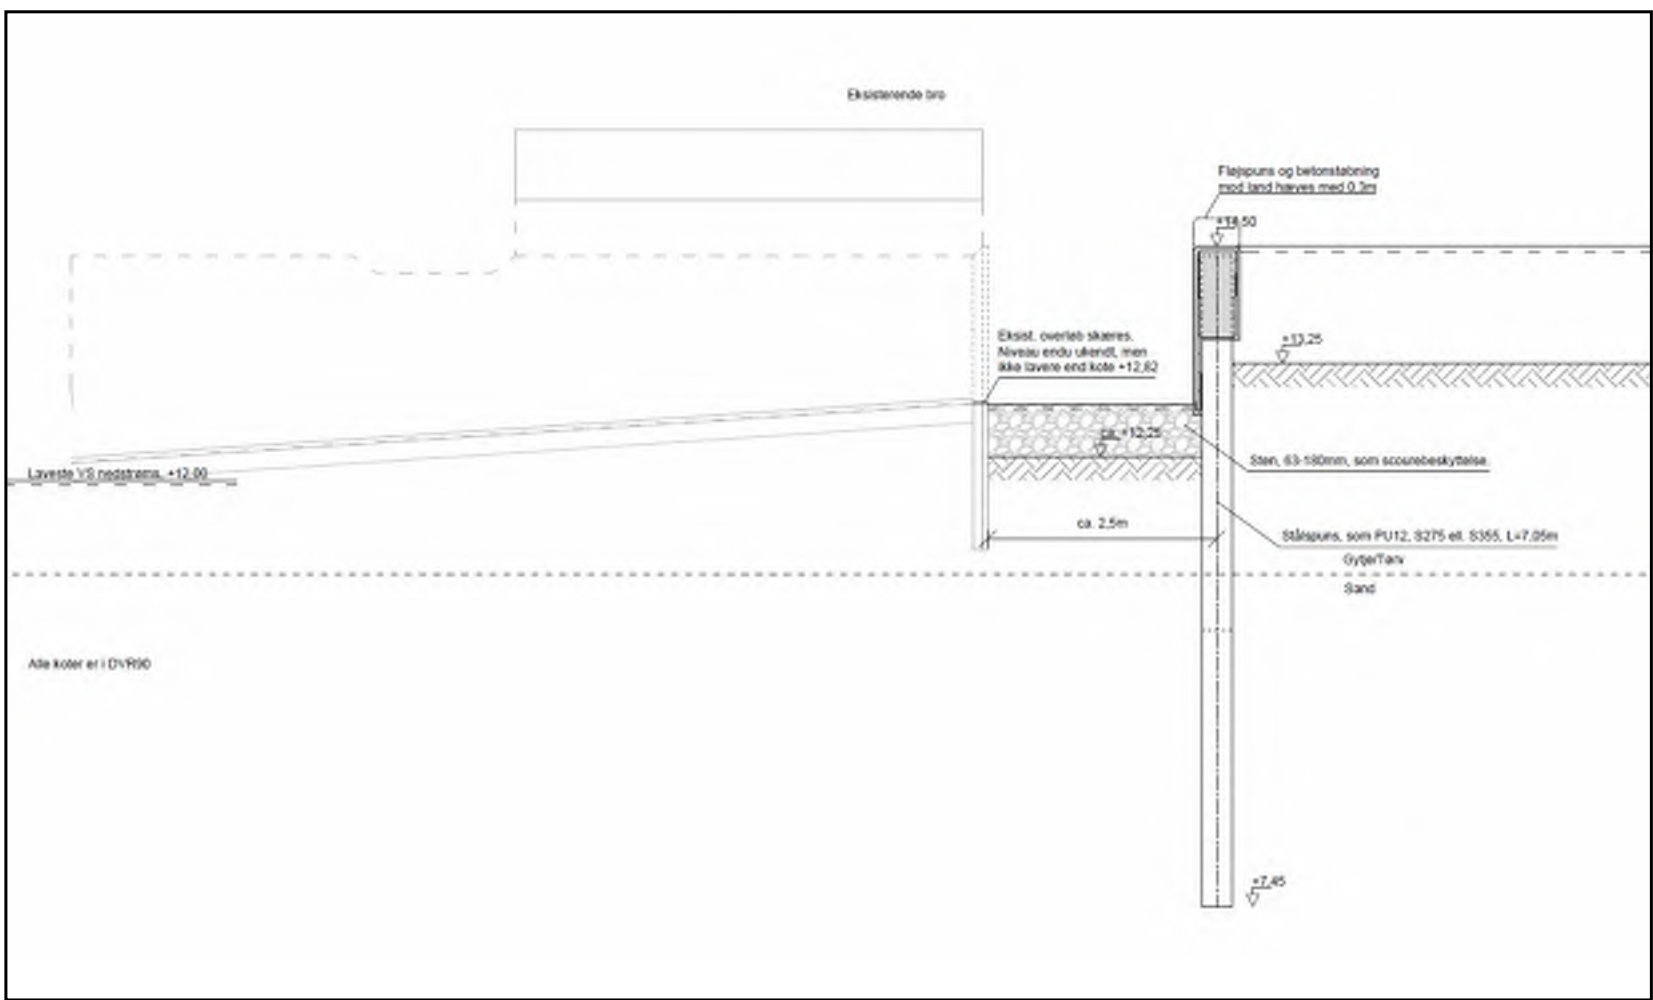 Eksisterende bro
Fløjspuns og betonstøbning
mod land hæves med 0,3m
+14,50
Eksist. overløb skæres.
Niveau endu ukendt, men
ikke lavere end kote +12,82
+13,25
ca. +12,25
Sten, 63-180mm, som scourebeskyttelse.
Laveste VS nedstrøms, +12,00
ca. 2,5m
Stålspuns, som PU12, S275 ell. S355, L=7,05m
Gytje/Tørv
Sand
Alle koter er i DVR90
+7,45